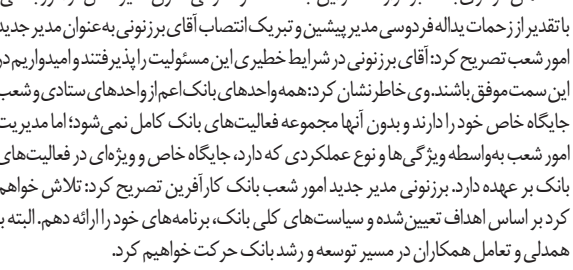 با تقدیر از زحمات یداله فردوسی مدیر پیشین و تبریک انتصاب آقای برزنونی به‌عنوان مدیر جدید
امور شعب تصریح کرد: آقای برزنونی در شرایط خطیری این مسئولیت را پذیرفتند و امیدواریم در
این سمت موفق باشند. وی خاطرنشان کرد: همه واحدهای بانک اعم از واحدهای ستادی و شعب
جایگاه خاص خود را دارند و بدون آنها مجموعه فعالیت‌های بانک کامل نمی‌شود؛ اما مدیریت
امور شعب به‌واسطه ویژگی‌ها و نوع عملکردی که دارد، جایگاه خاص و ویژه‌ای در فعالیت‌های
بانک بر عهده دارد. برزنونی مدیر جدید امور شعب بانک کارآفرین تصریح کرد: تلاش خواهم
کرد بر اساس اهداف تعیین‌شده و سیاست‌های کلی بانک، برنامه‌های خود را ارائه دهم. البته
همدلی و تعامل همکاران در مسیر توسعه و رشد بانک حرکت خواهیم کرد.